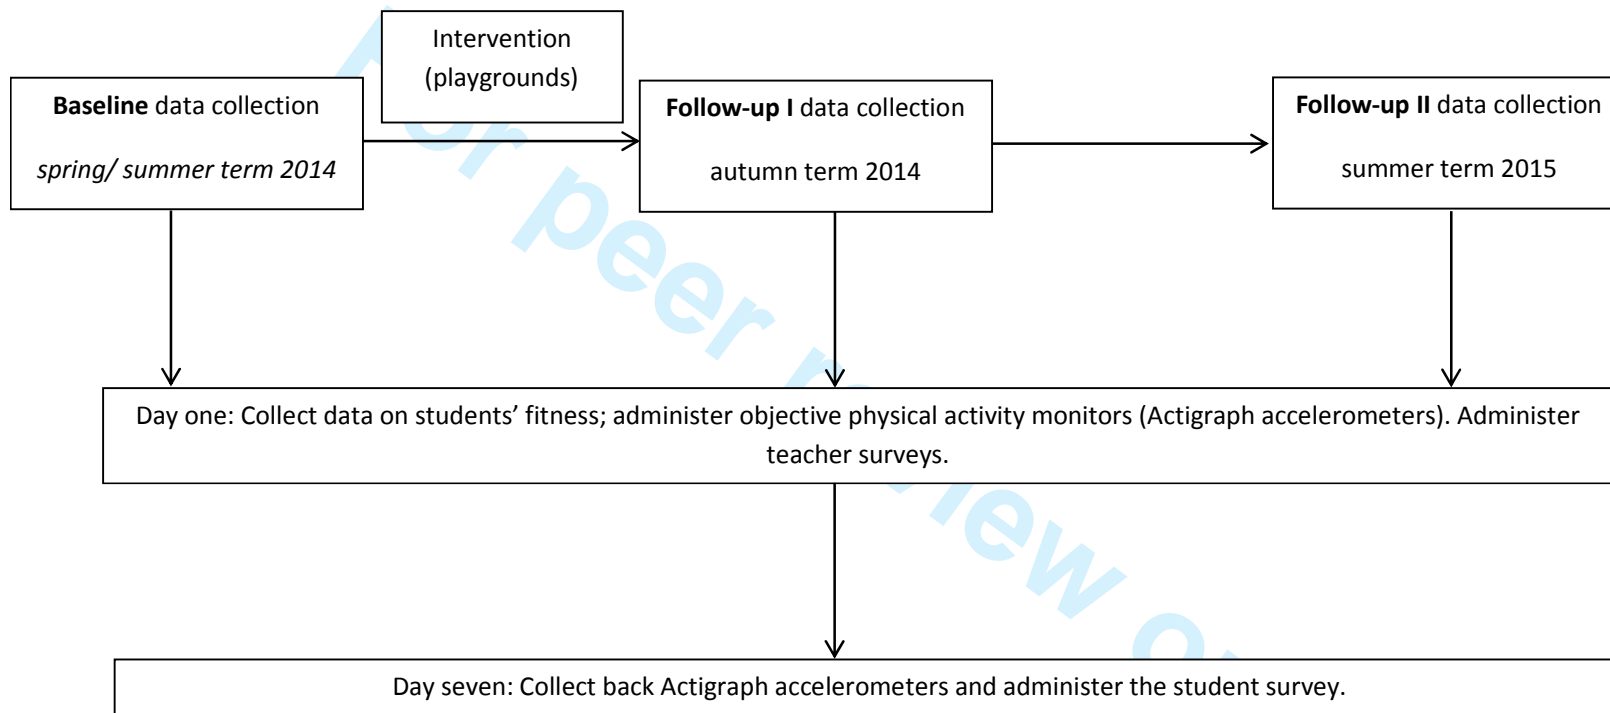 Intervention
(playgrounds)
Baseline data collection
spring/ summer term 2014
Follow-up I data collection
autumn term 2014
Follow-up II data collection
summer term 2015
Day one: Collect data on students’ fitness; administer objective physical activity monitors (Actigraph accelerometers). Administer
teacher surveys.
Day seven: Collect back Actigraph accelerometers and administer the student survey.
For peer review